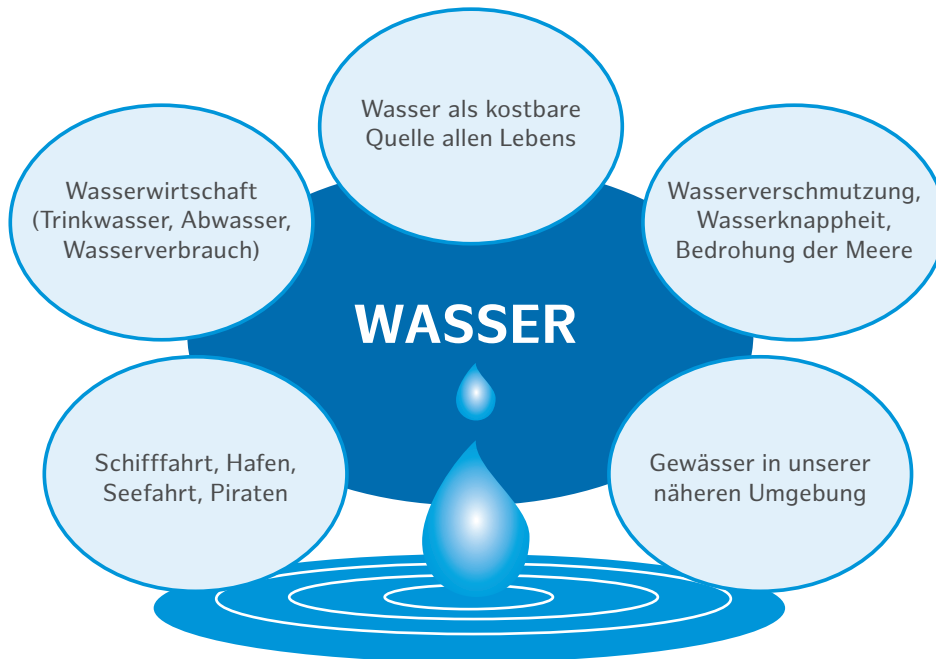 Wasser als kostbare
Quelle allen Lebens
Wasserwirtschaft
(Trinkwasser, Abwasser,
Wasserverbrauch)
Wasserverschmutzung,
Wasserknappheit,
Bedrohung der Meere
WASSER
Schifffahrt, Hafen,
Seefahrt, Piraten
Gewässer in unserer
näheren Umgebung